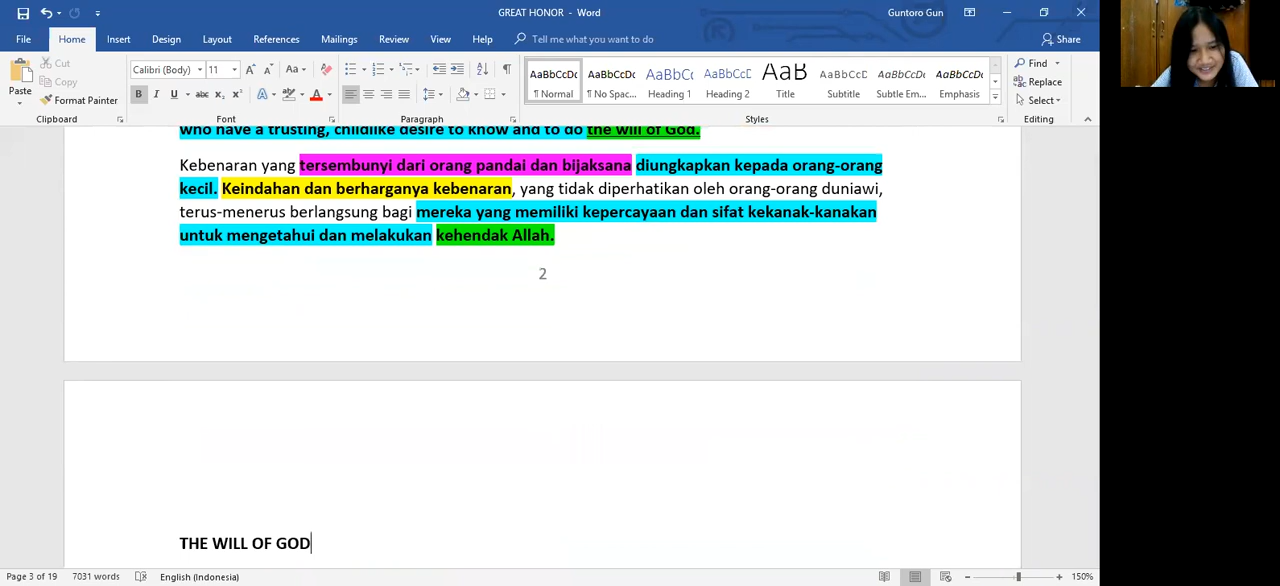 GREAT HONOR - Word
Guntoro Gun
File Home Insert Design Layout References Mailings Review View Help Tell me what you want to do Share
Paste
Cut
Copy
Format Painter
Clipboard
Calibri (Body) 11
Font
Paragraph
AaBbCcDc AaBbCcDc AaBbCc AaBbCcD AaB AaBbCcD AaBbCcDc AaBbCcDc
¶ Normal ¶ No Spac... Heading 1 Heading 2 Title Subtitle Subtle Em... Emphasis
Styles
Find
Replace
Select
Editing
who have a trusting, childlike desire to know and to do the will of God.
Kebenaran yang tersembunyi dari orang pandai dan bijaksana diungkapkan kepada orang-orang
kecil. Keindahan dan berharganya kebenaran, yang tidak diperhatikan oleh orang-orang duniawi,
terus-menerus berlangsung bagi mereka yang memiliki kepercayaan dan sifat kekanak-kanakan
untuk mengetahui dan melakukan kehendak Allah.
2
THE WILL OF GOD
Page 3 of 19 7031 words English (Indonesia) 150%